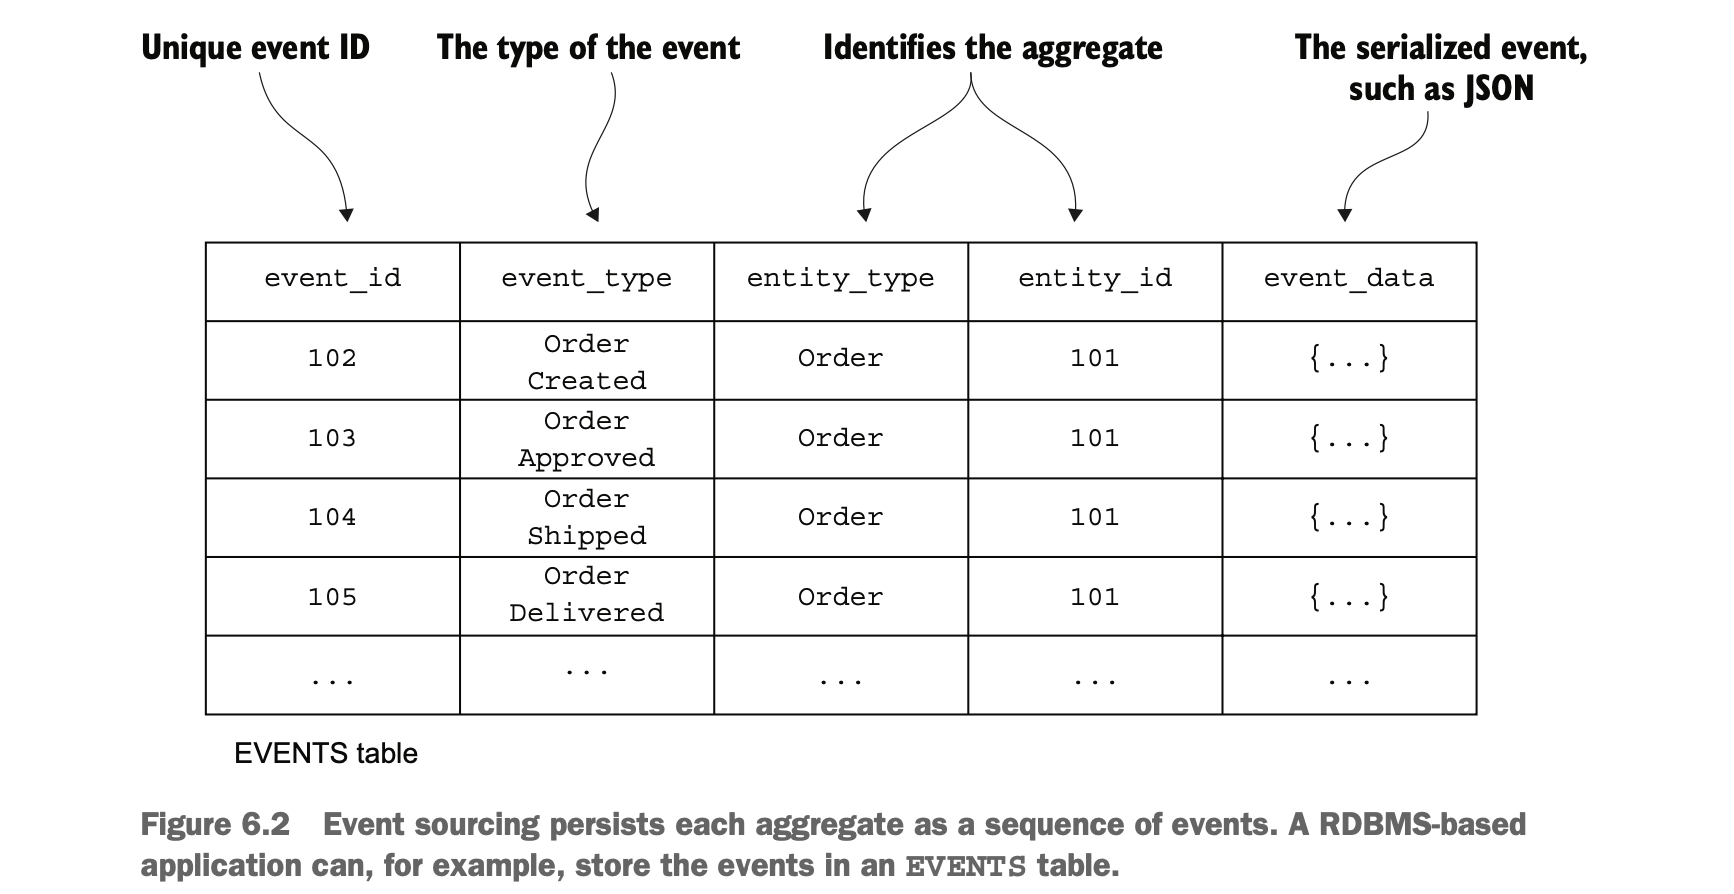 Unique event ID
The type of the event
Identifies the aggregate
The serialized event,
such as JSON
event_id event_type entity_type entity_id event_data
102 Order Created Order 101 {...}
103 Order Approved Order 101 {...}
104 Order Shipped Order 101 {...}
105 Order Delivered Order 101 {...}
... ... ... ... ...
EVENTS table
Figure 6.2 Event sourcing persists each aggregate as a sequence of events. A RDBMS-based
application can, for example, store the events in an EVENTS table.